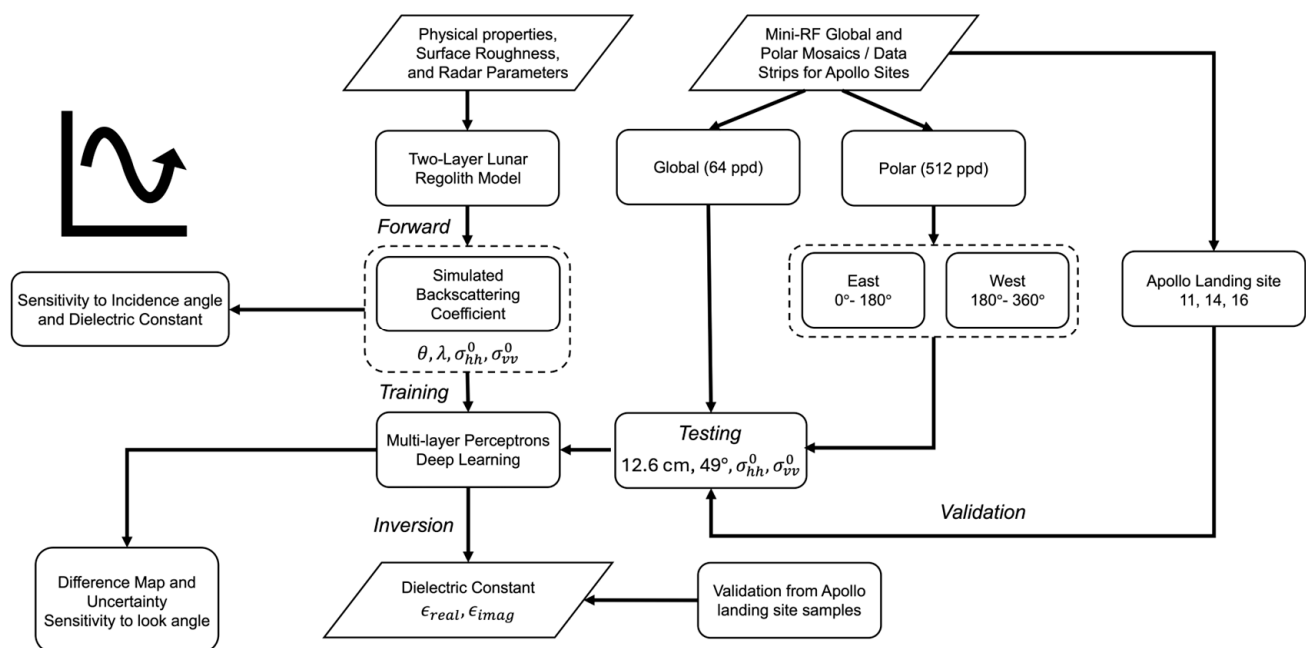 Physical properties,
Surface Roughness,
and Radar Parameters
Mini-RF Global and
Polar Mosaics / Data
Strips for Apollo Sites
Two-Layer Lunar
Regolith Model
Global (64 ppd)
Polar (512 ppd)
Forward
Simulated
Backscattering
Coefficient
θ, λ, σ⁰hh, σ⁰vv
Sensitivity to Incidence angle
and Dielectric Constant
East
0°- 180°
West
180°- 360°
Apollo Landing site
11, 14, 16
Training
Multi-layer Perceptrons
Deep Learning
Testing
12.6 cm, 49°, σ⁰hh, σ⁰vv
Inversion
Validation
Difference Map and
Uncertainty
Sensitivity to look angle
Dielectric Constant
ϵreal, ϵimag
Validation from Apollo
landing site samples